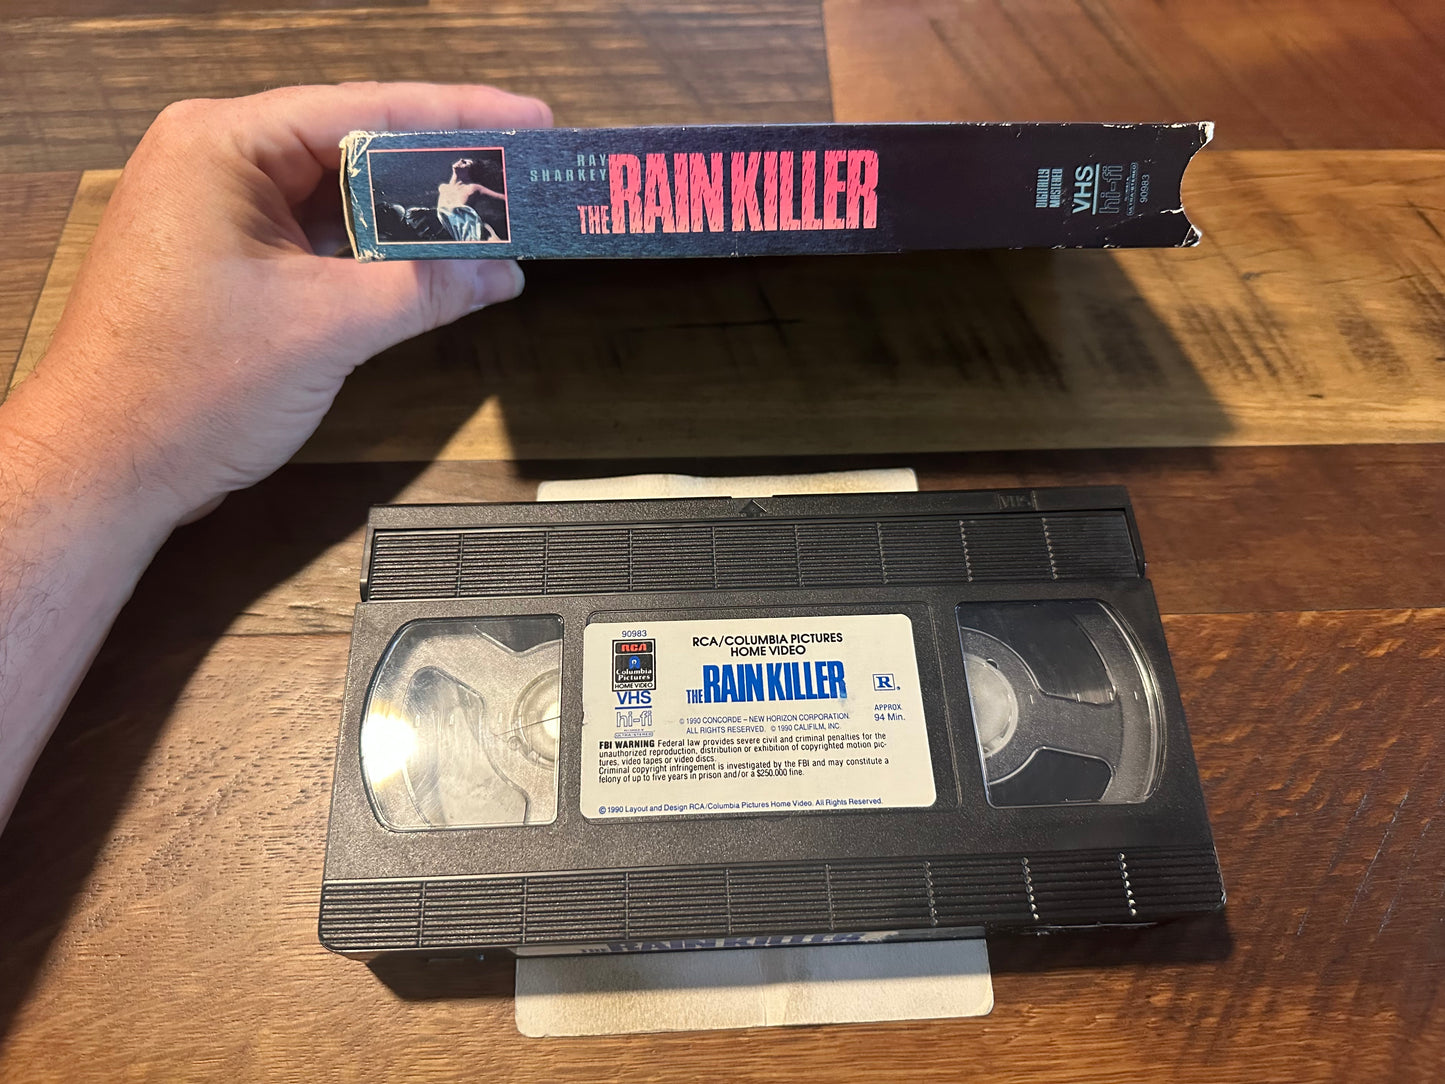 RAY
SHARKEY
THE RAIN KILLER
DIGITALLY
MASTERED
VHS
hi-fi
90983
VHS
90983
RCA
Columbia
Pictures
HOME VIDEO
VHS
hi-fi
RCA/COLUMBIA PICTURES
HOME VIDEO
THE RAIN KILLER
R
APPROX.
94 Min.
© 1990 CONCORDE – NEW HORIZON CORPORATION.
ALL RIGHTS RESERVED. © 1990 CALIFILM, INC.
FBI WARNING Federal law provides severe civil and criminal penalties for the
unauthorized reproduction, distribution or exhibition of copyrighted motion pic-
tures, video tapes or video discs.
Criminal copyright infringement is investigated by the FBI and may constitute a
felony of up to five years in prison and/or a $250,000 fine.
© 1990 Layout and Design RCA/Columbia Pictures Home Video. All Rights Reserved.
THE RAIN KILLER